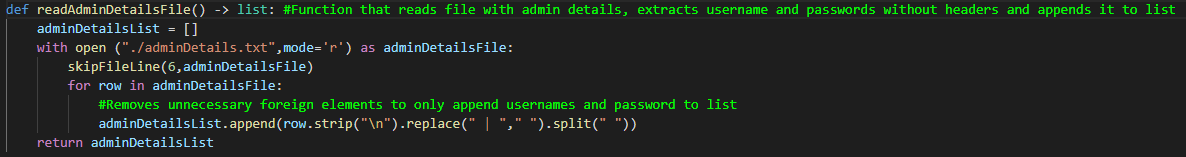 def readAdminDetailsFile() -> list: #Function that reads file with admin details, extracts username and passwords without headers and appends it to list
    adminDetailsList = []
    with open ("./adminDetails.txt",mode='r') as adminDetailsFile:
        skipFileLine(6,adminDetailsFile)
        for row in adminDetailsFile:
            #Removes unnecessary foreign elements to only append usernames and password to list
            adminDetailsList.append(row.strip("\n").replace(" | "," ").split(" "))
    return adminDetailsList